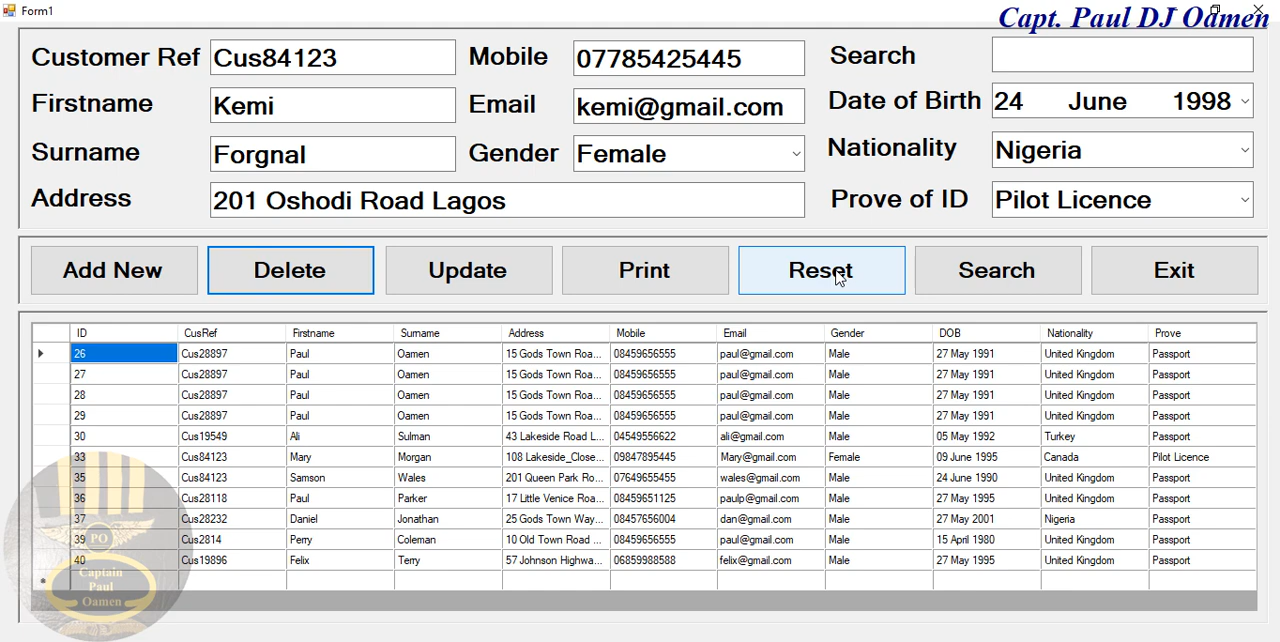 Form1
Capt. Paul DJ Oamen
Customer Ref Cus84123 Mobile 07785425445 Search
Firstname Kemi Email kemi@gmail.com Date of Birth 24 June 1998
Surname Forgnal Gender Female Nationality Nigeria
Address 201 Oshodi Road Lagos Prove of ID Pilot Licence
Add New Delete Update Print Reset Search Exit
ID CusRef Firstname Surname Address Mobile Email Gender DOB Nationality Prove
26 Cus28897 Paul Oamen 15 Gods Town Roa... 08459656555 paul@gmail.com Male 27 May 1991 United Kingdom Passport
27 Cus28897 Paul Oamen 15 Gods Town Roa... 08459656555 paul@gmail.com Male 27 May 1991 United Kingdom Passport
28 Cus28897 Paul Oamen 15 Gods Town Roa... 08459656555 paul@gmail.com Male 27 May 1991 United Kingdom Passport
29 Cus28897 Paul Oamen 15 Gods Town Roa... 08459656555 paul@gmail.com Male 27 May 1991 United Kingdom Passport
30 Cus19549 Ali Sulman 43 Lakeside Road L... 04549556622 ali@gmail.com Male 05 May 1992 Turkey Passport
33 Cus84123 Mary Morgan 108 Lakeside_Close... 09847895445 Mary@gmail.com Female 09 June 1995 Canada Pilot Licence
35 Cus84123 Samson Wales 201 Queen Park Ro... 07649655455 wales@gmail.com Male 24 June 1990 United Kingdom Passport
36 Cus28118 Paul Parker 17 Little Venice Roa... 08459651125 paulp@gmail.com Male 27 May 1995 United Kingdom Passport
37 Cus28232 Daniel Jonathan 25 Gods Town Way... 08457656004 dan@gmail.com Male 27 May 2001 Nigeria Passport
39 Cus2814 Perry Coleman 10 Old Town Road ... 08459656555 paul@gmail.com Male 15 April 1980 United Kingdom Passport
40 Cus19896 Felix Terry 57 Johnson Highwa... 06859988588 felix@gmail.com Male 27 May 1995 United Kingdom Passport
PO
Captain
Paul
Oamen